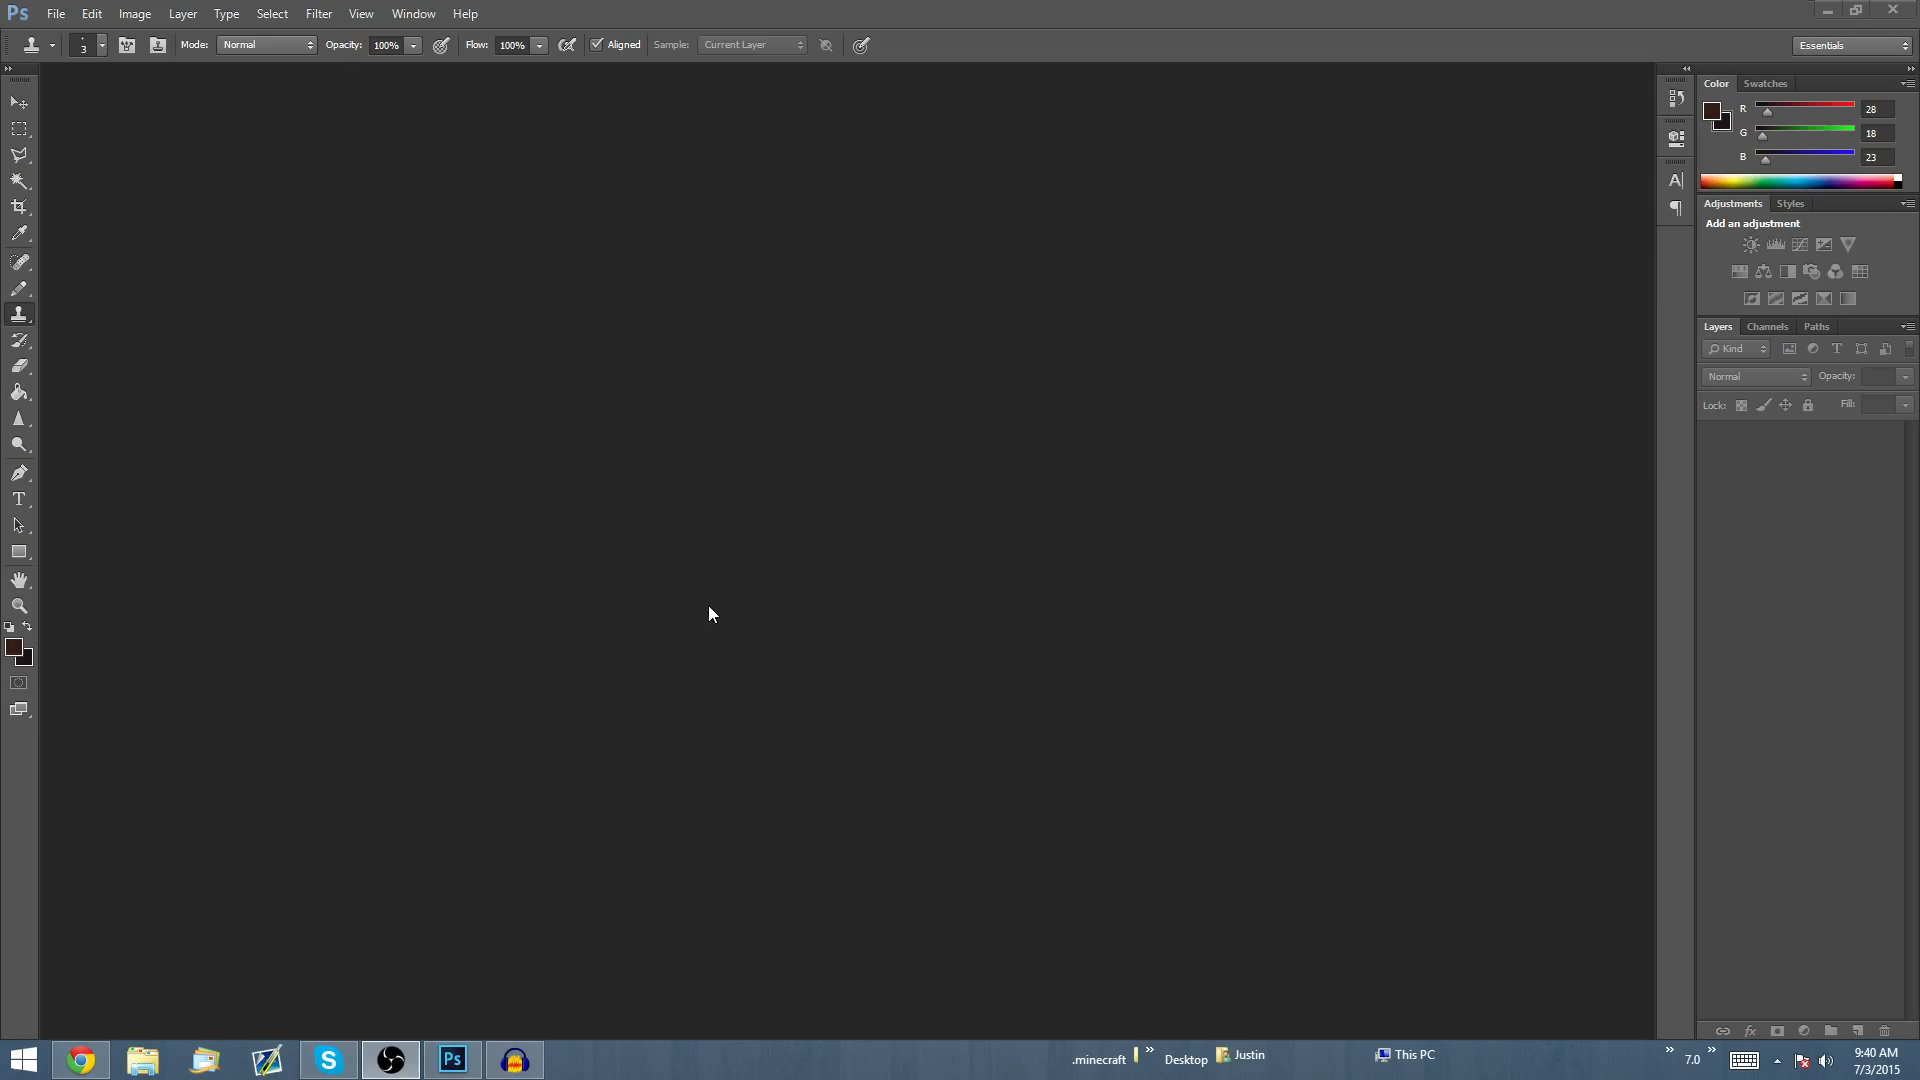 Ps File Edit Image Layer Type Select Filter View Window Help
3 Mode: Normal Opacity: 100% Flow: 100% Aligned Sample: Current Layer Essentials
Color Swatches
R 28
G 18
B 23
Adjustments Styles
Add an adjustment
Layers Channels Paths
Kind
Normal Opacity:
Lock: Fill:
.minecraft » Desktop Justin This PC » 7.0 »
9:40 AM
7/3/2015